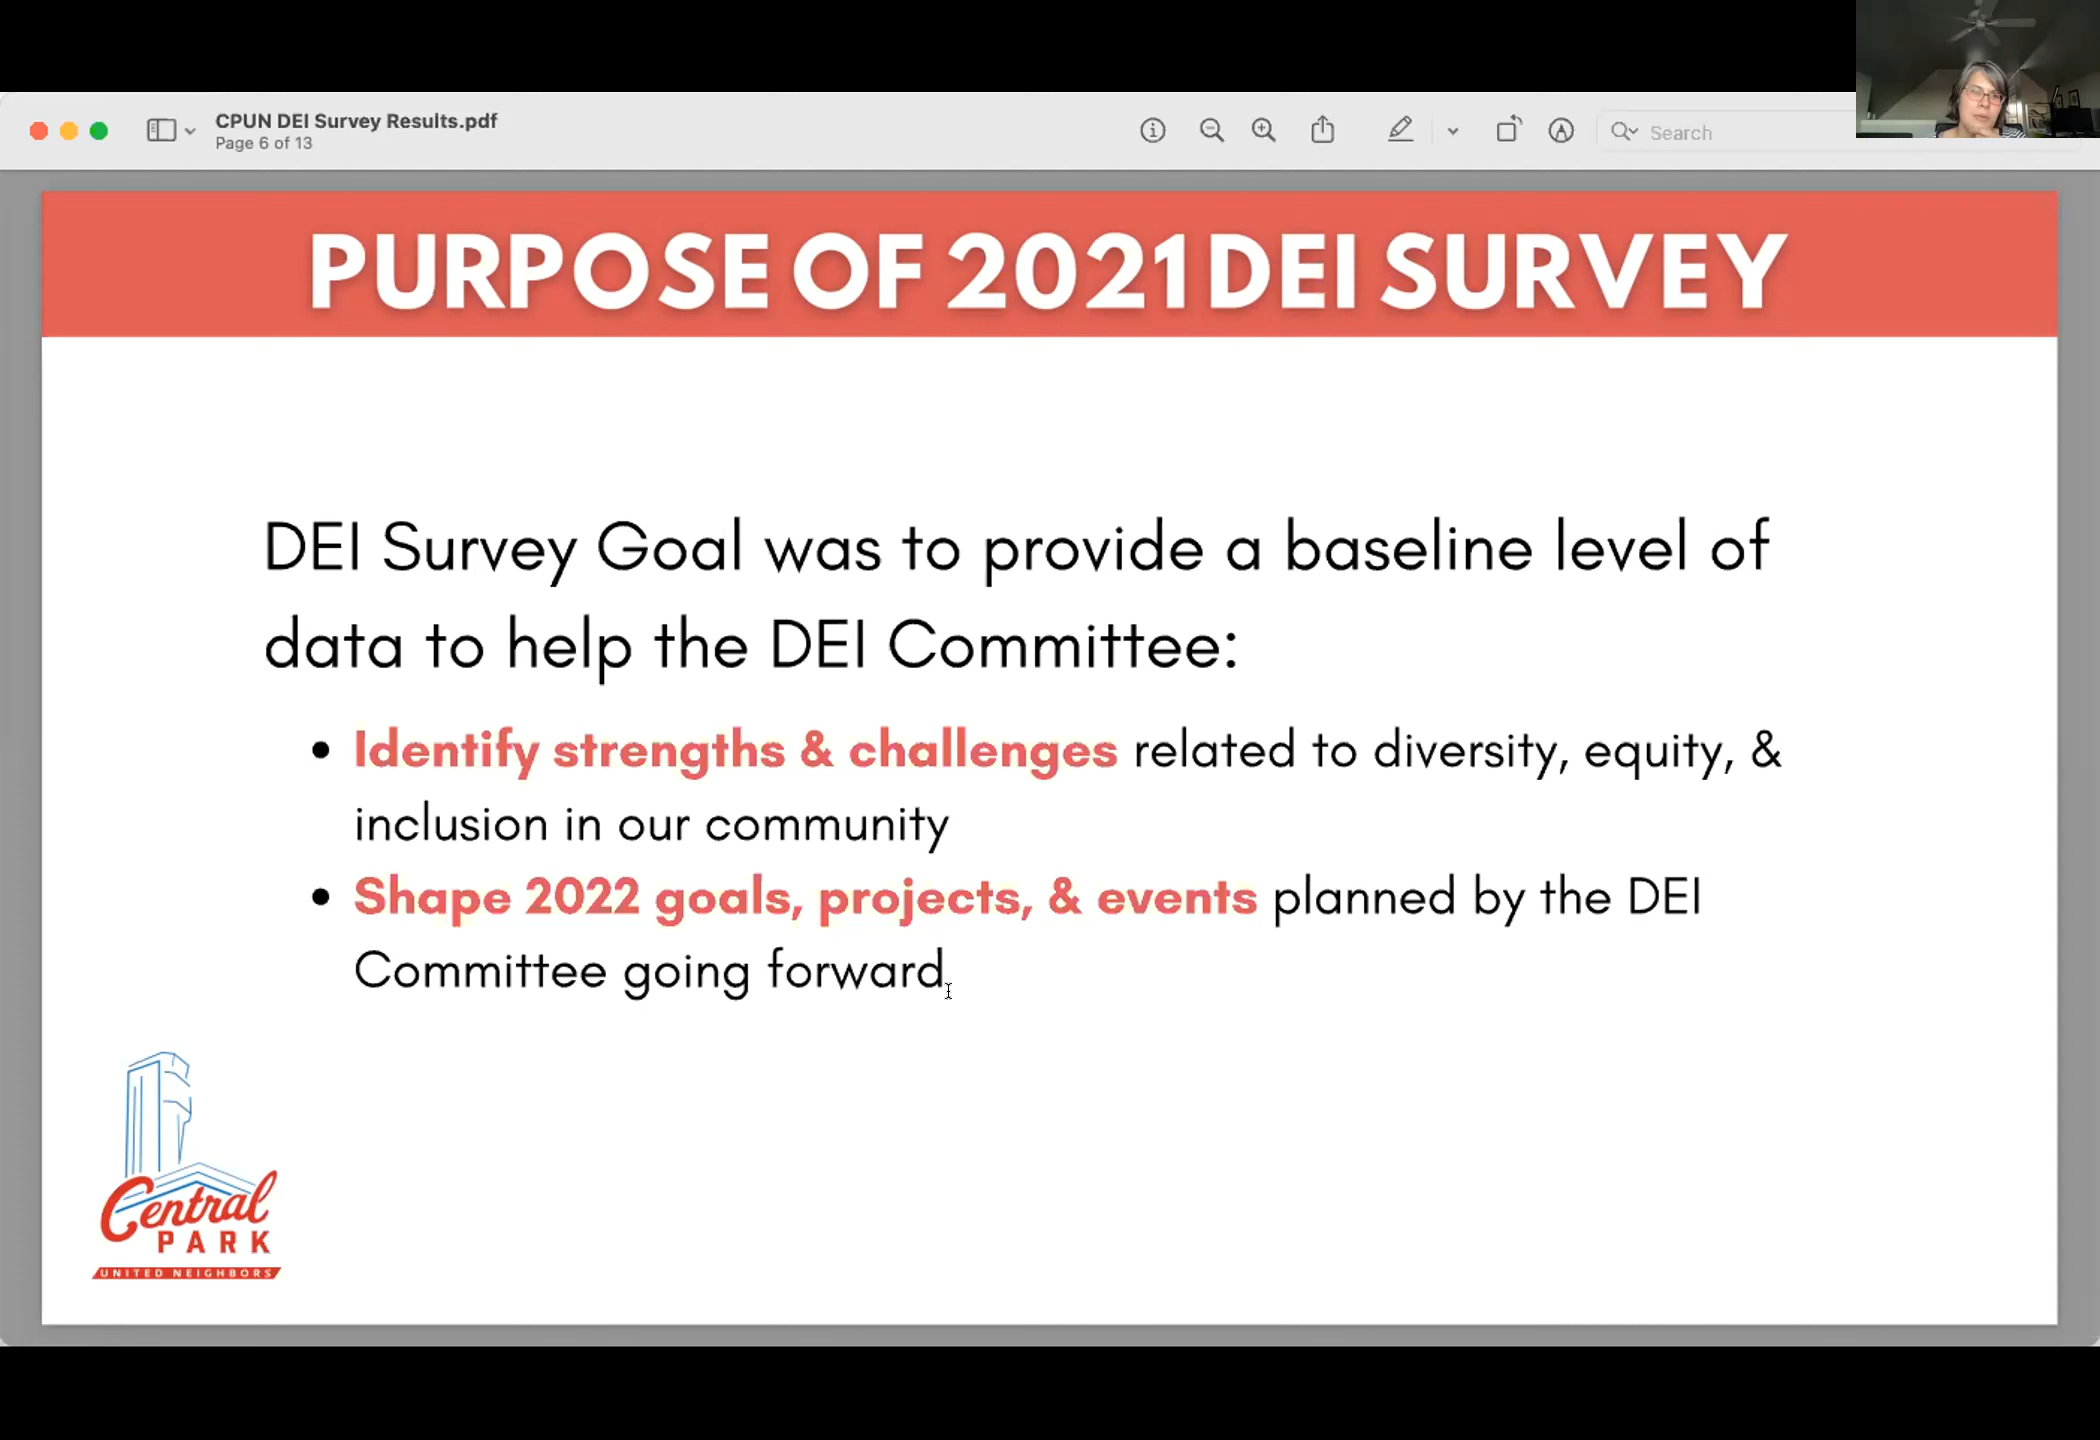 CPUN DEI Survey Results.pdf
Page 6 of 13
Search
PURPOSE OF 2021 DEI SURVEY
DEI Survey Goal was to provide a baseline level of
data to help the DEI Committee:
• Identify strengths & challenges related to diversity, equity, &
inclusion in our community
• Shape 2022 goals, projects, & events planned by the DEI
Committee going forward
Central
PARK
UNITED NEIGHBORS